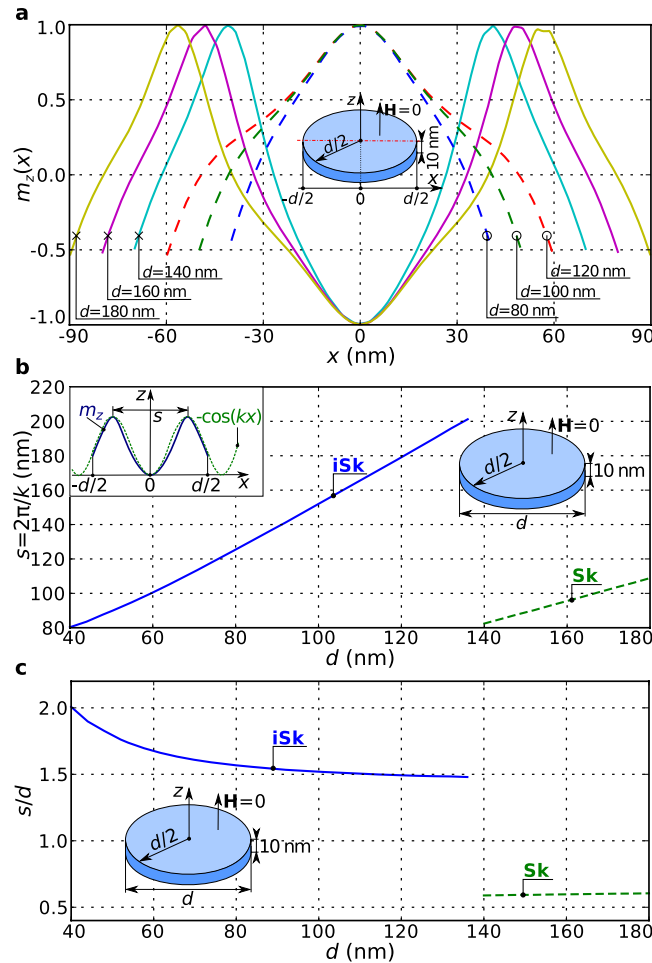 a
1.0
0.5
0.0
-0.5
-1.0
m_z(x)
z
H=0
d/2
10 nm
x
-d/2
0
d/2
d=140 nm
d=160 nm
d=180 nm
d=120 nm
d=100 nm
d=80 nm
-90
-60
-30
0
30
60
90
x (nm)
b
220
200
180
160
140
120
100
80
s=2π/k (nm)
z
m_z
s
-cos(kx)
-d/2
0
d/2
x
iSk
z
H=0
d/2
10 nm
d
Sk
40
60
80
100
120
140
160
180
d (nm)
c
2.0
1.5
1.0
0.5
s/d
iSk
z
H=0
d/2
10 nm
d
Sk
40
60
80
100
120
140
160
180
d (nm)